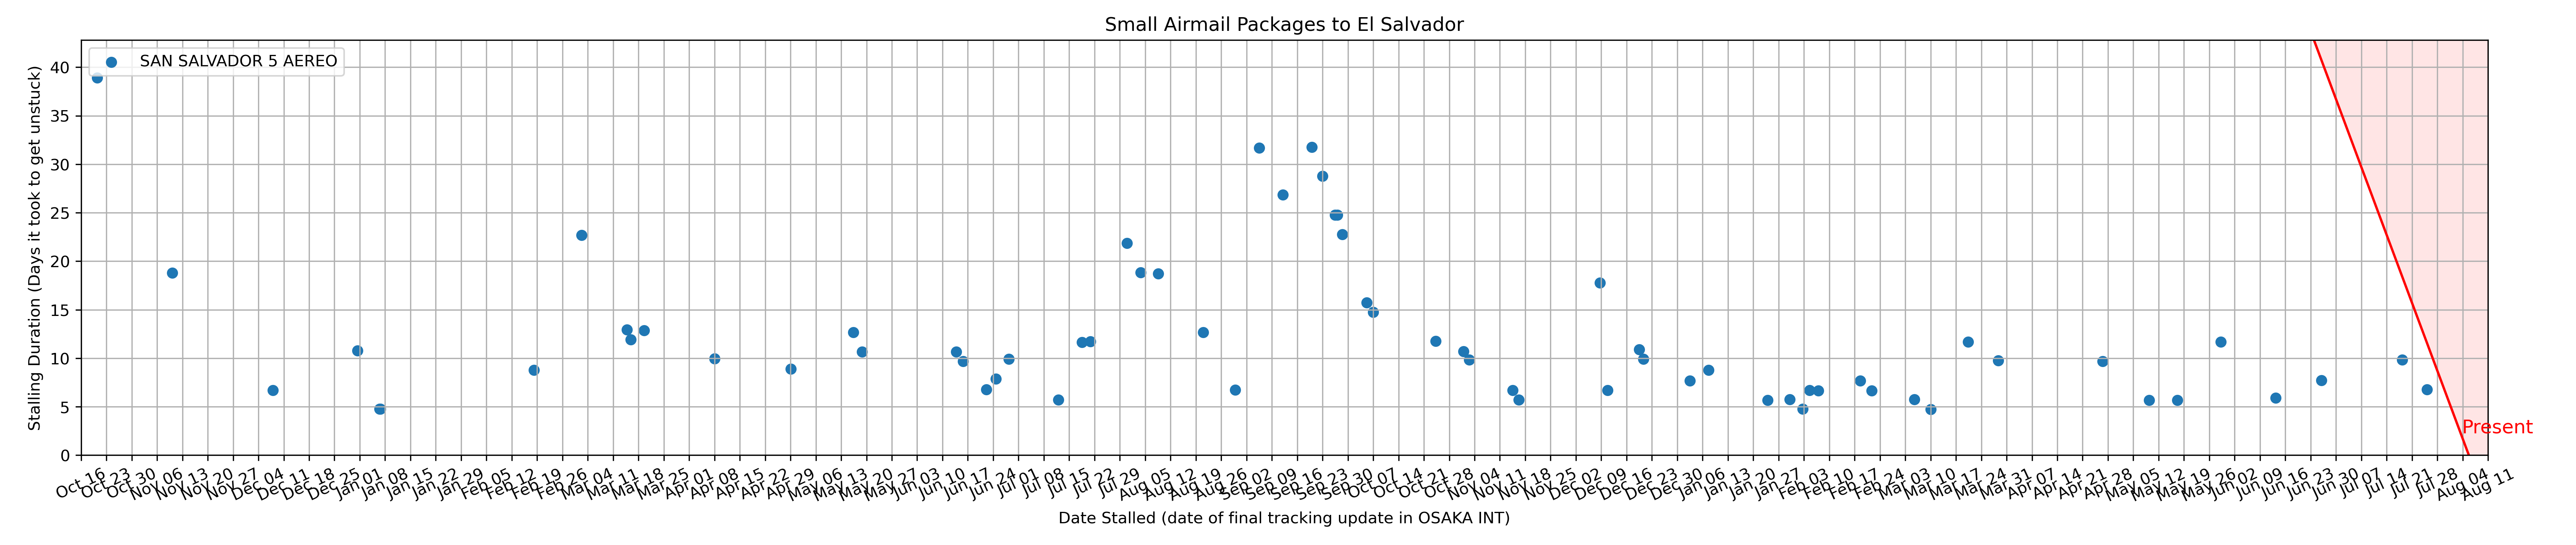 Small Airmail Packages to El Salvador
SAN SALVADOR 5 AEREO
Stalling Duration (Days it took to get unstuck)
40
35
30
25
20
15
10
5
0
Present
Oct 16
Oct 23
Oct 30
Nov 06
Nov 13
Nov 20
Nov 27
Dec 04
Dec 11
Dec 18
Dec 25
Jan 01
Jan 08
Jan 15
Jan 22
Jan 29
Feb 05
Feb 12
Feb 19
Feb 26
Mar 04
Mar 11
Mar 18
Mar 25
Apr 01
Apr 08
Apr 15
Apr 22
Apr 29
May 06
May 13
May 20
May 27
Jun 03
Jun 10
Jun 17
Jun 24
Jul 01
Jul 08
Jul 15
Jul 22
Jul 29
Aug 05
Aug 12
Aug 19
Aug 26
Sep 02
Sep 09
Sep 16
Sep 23
Sep 30
Oct 07
Oct 14
Oct 21
Oct 28
Nov 04
Nov 11
Nov 18
Nov 25
Dec 02
Dec 09
Dec 16
Dec 23
Dec 30
Jan 06
Jan 13
Jan 20
Jan 27
Feb 03
Feb 10
Feb 17
Feb 24
Mar 03
Mar 10
Mar 17
Mar 24
Mar 31
Apr 07
Apr 14
Apr 21
Apr 28
May 05
May 12
May 19
May 26
Jun 02
Jun 09
Jun 16
Jun 23
Jun 30
Jul 07
Jul 14
Jul 21
Jul 28
Aug 04
Aug 11
Date Stalled (date of final tracking update in OSAKA INT)